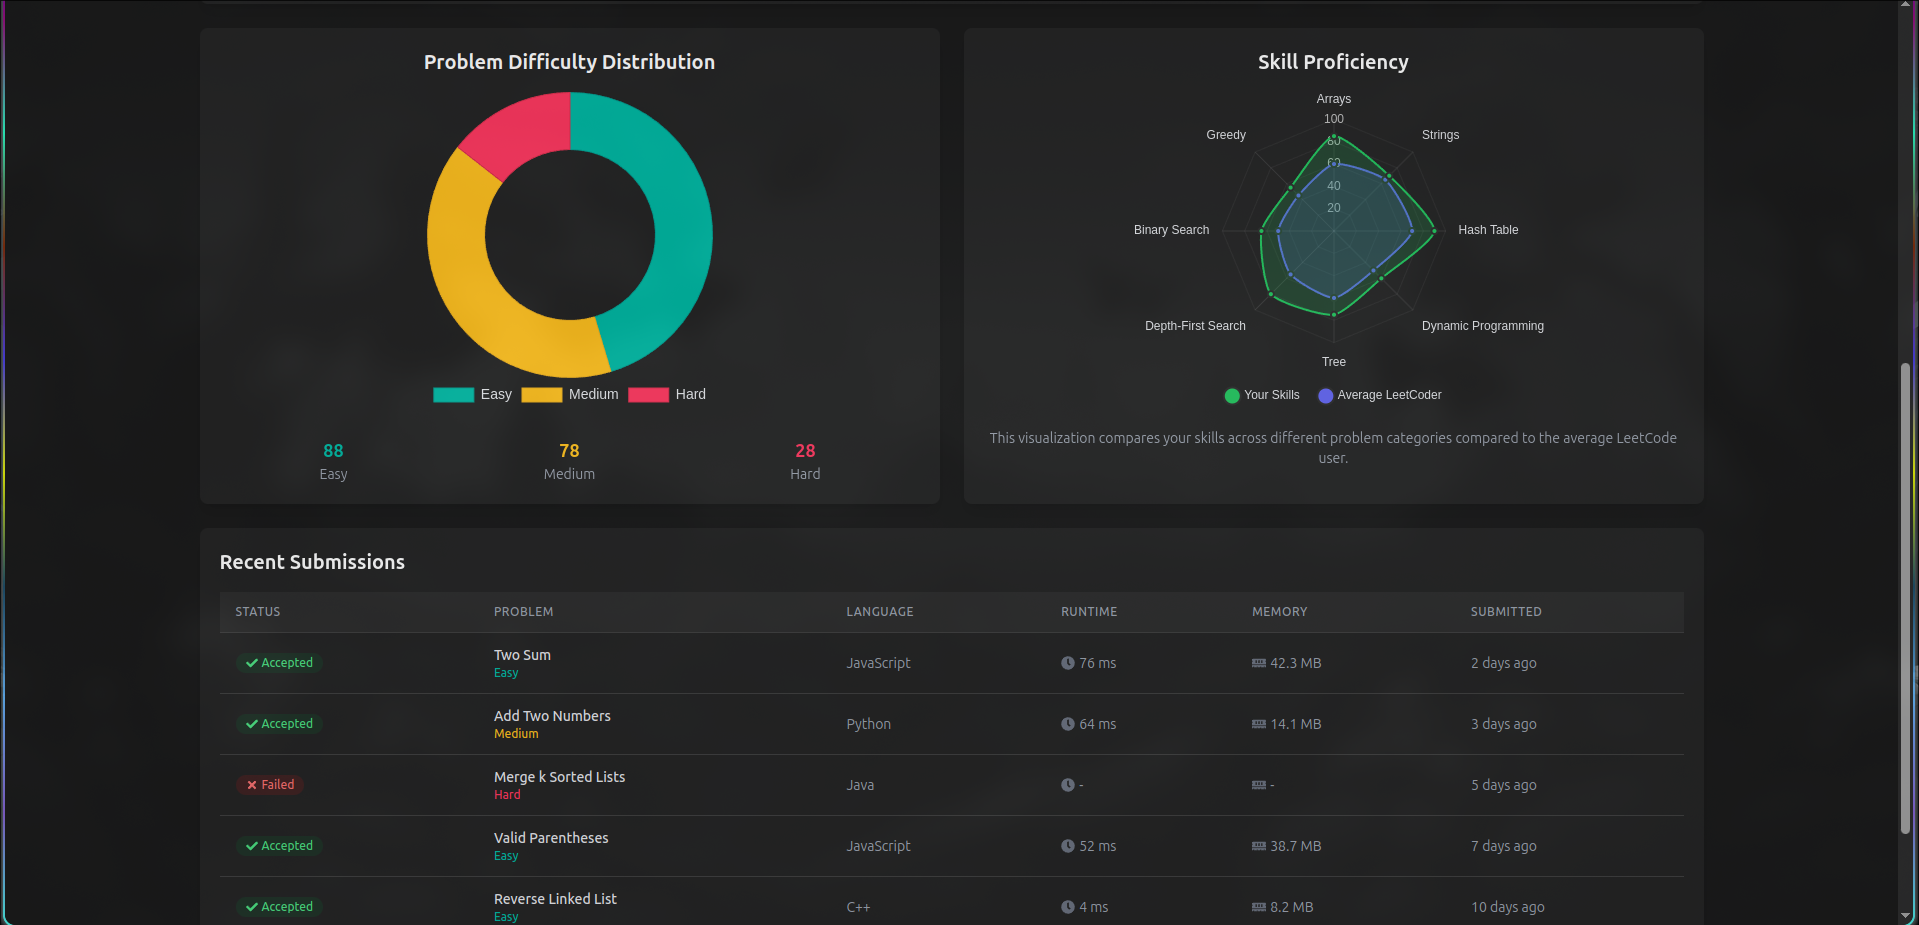 Problem Difficulty Distribution
Easy
Medium
Hard
88
Easy
78
Medium
28
Hard
Skill Proficiency
Arrays
100
80
60
40
20
Greedy
Strings
Binary Search
Hash Table
Depth-First Search
Dynamic Programming
Tree
Your Skills
Average LeetCoder
This visualization compares your skills across different problem categories compared to the average LeetCode
user.
Recent Submissions
STATUS PROBLEM LANGUAGE RUNTIME MEMORY SUBMITTED
Accepted Two Sum JavaScript 76 ms 42.3 MB 2 days ago
Easy
Accepted Add Two Numbers Python 64 ms 14.1 MB 3 days ago
Medium
Failed Merge k Sorted Lists Java - - 5 days ago
Hard
Accepted Valid Parentheses JavaScript 52 ms 38.7 MB 7 days ago
Easy
Accepted Reverse Linked List C++ 4 ms 8.2 MB 10 days ago
Easy